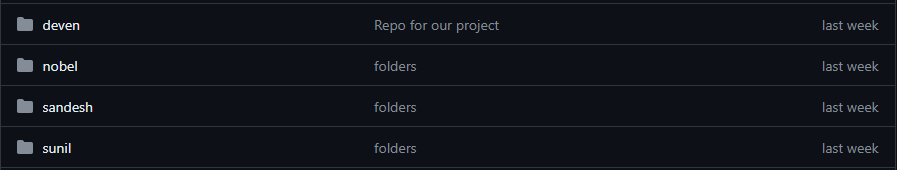 deven Repo for our project last week
nobel folders last week
sandesh folders last week
sunil folders last week